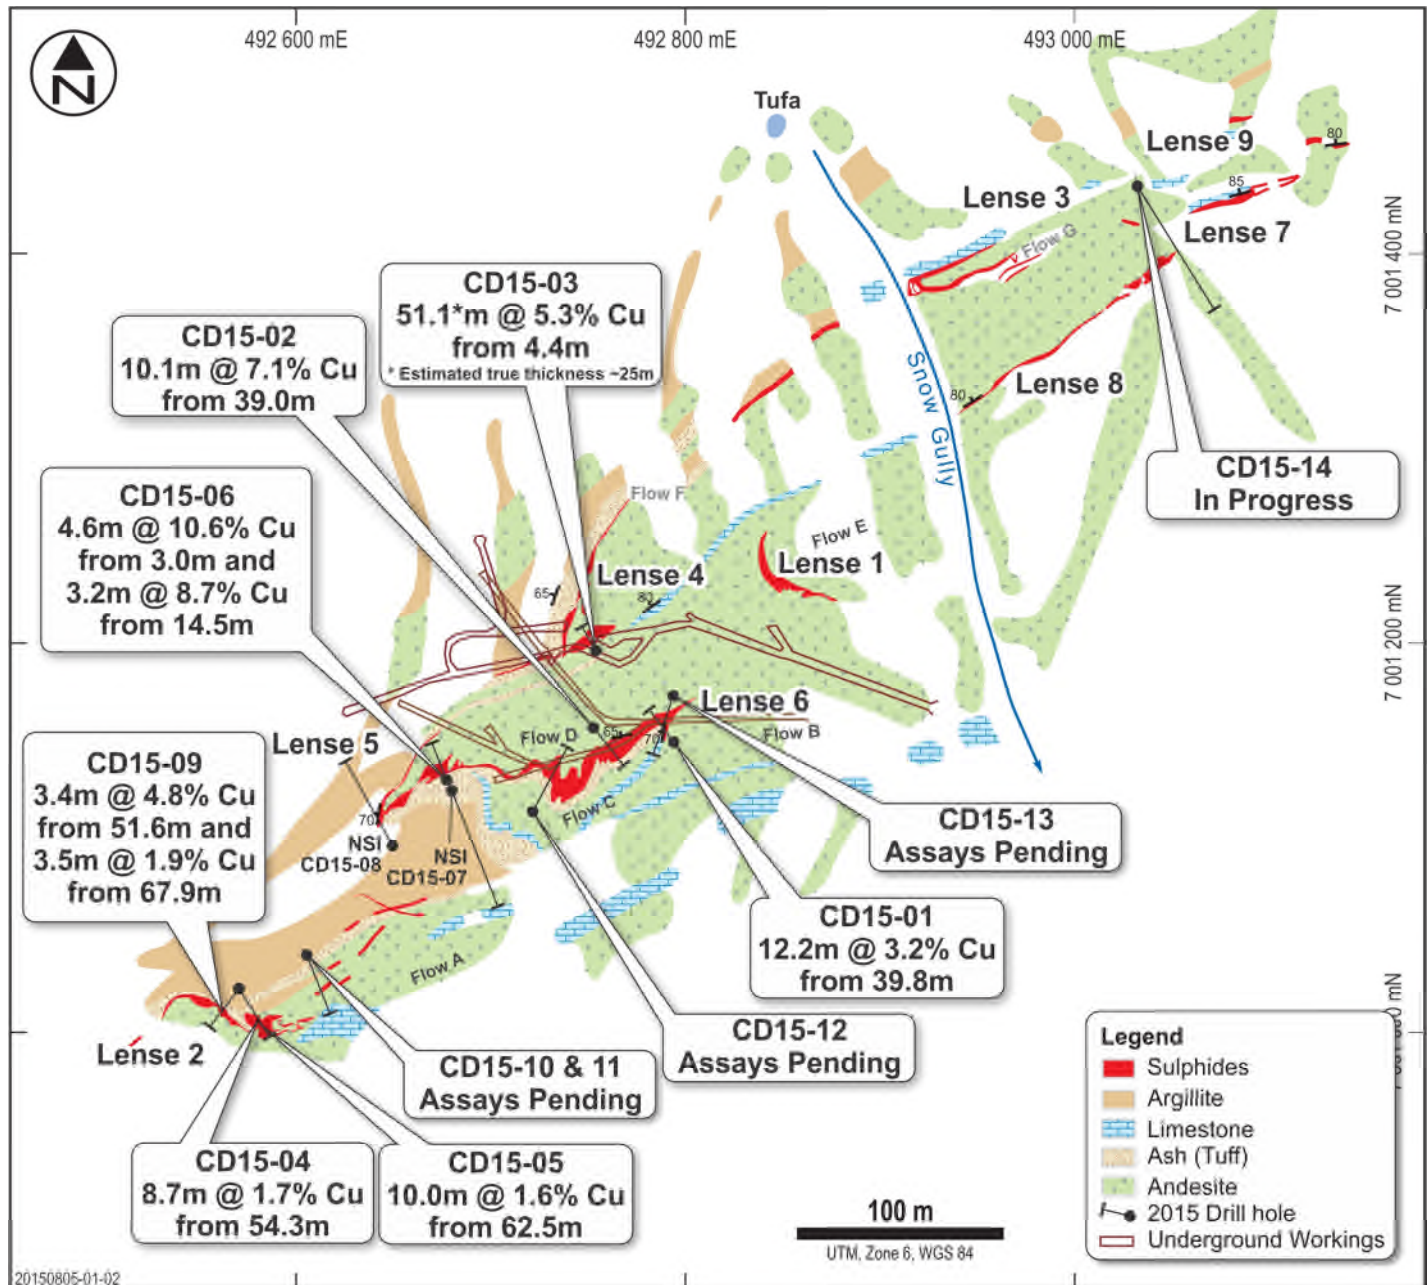 492 600 mE
492 800 mE
493 000 mE
N
Tufa
Lense 9
80
Lense 3
85
Flow G
Lense 7
7 001 400 mN
CD15-03
51.1*m @ 5.3% Cu
from 4.4m
* Estimated true thickness ~25m
CD15-02
10.1m @ 7.1% Cu
from 39.0m
Snow Gully
80
Lense 8
CD15-14
In Progress
CD15-06
4.6m @ 10.6% Cu
from 3.0m and
3.2m @ 8.7% Cu
from 14.5m
Flow F
Flow E
Lense 1
Lense 4
65
80
7 001 200 mN
Lense 6
Lense 5
Flow D
65
70
Flow B
CD15-09
3.4m @ 4.8% Cu
from 51.6m and
3.5m @ 1.9% Cu
from 67.9m
70
NSI
CD15-08
NSI
CD15-07
Flow C
CD15-13
Assays Pending
CD15-01
12.2m @ 3.2% Cu
from 39.8m
Flow A
Lense 2
CD15-12
Assays Pending
CD15-10 & 11
Assays Pending
CD15-04
8.7m @ 1.7% Cu
from 54.3m
CD15-05
10.0m @ 1.6% Cu
from 62.5m
100 m
UTM, Zone 6, WGS 84
mN
Legend
Sulphides
Argillite
Limestone
Ash (Tuff)
Andesite
2015 Drill hole
Underground Workings
20150805-01-02